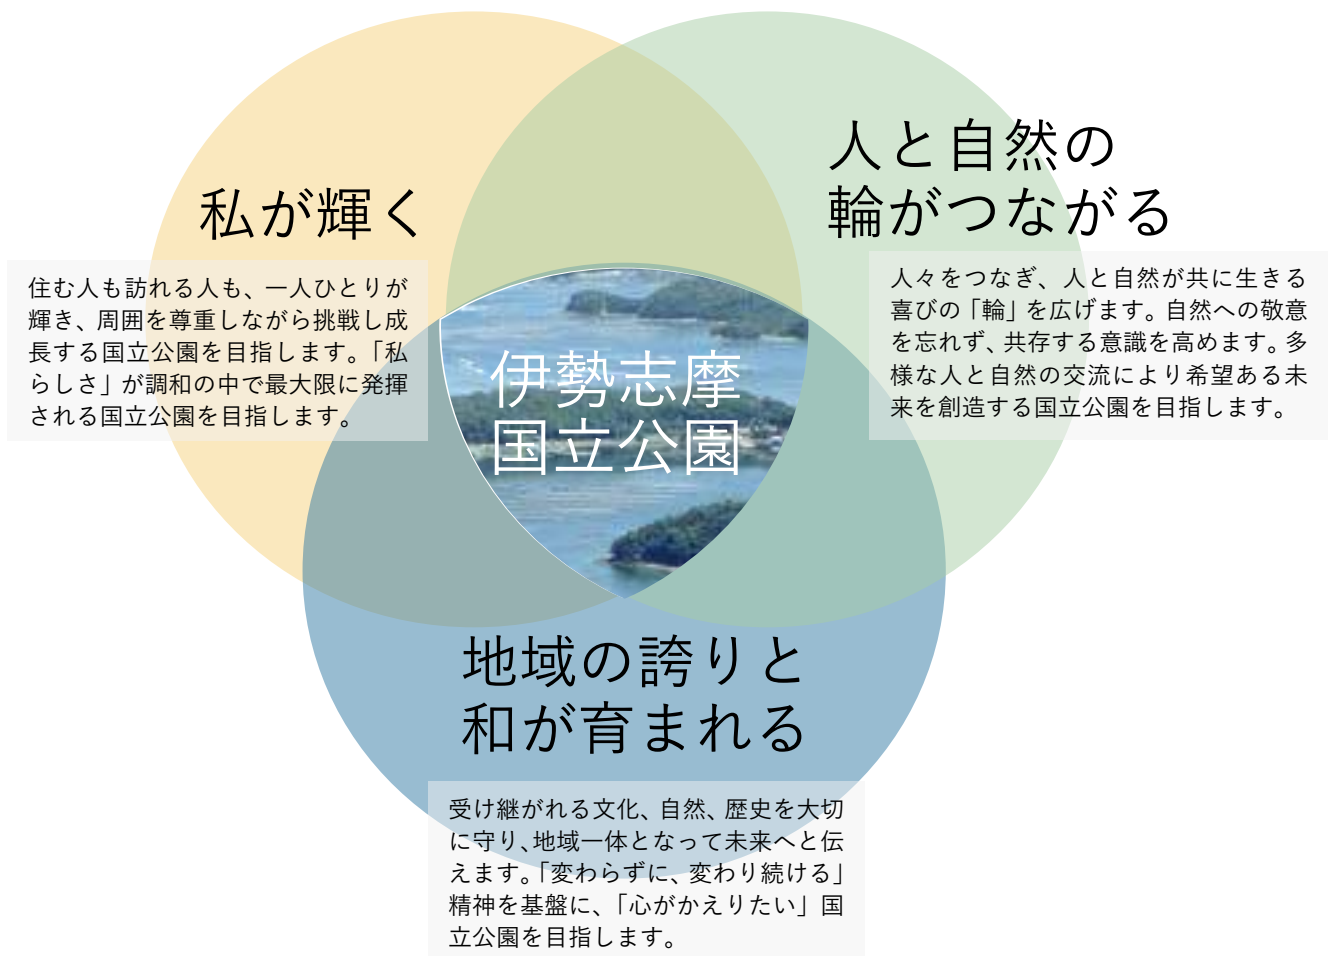 私が輝く
住む人も訪れる人も、一人ひとりが
輝き、周囲を尊重しながら挑戦し成
長する国立公園を目指します。「私
らしさ」が調和の中で最大限に発揮
される国立公園を目指します。
人と自然の
輪がつながる
人々をつなぎ、人と自然が共に生きる
喜びの「輪」を広げます。自然への敬意
を忘れず、共存する意識を高めます。多
様な人と自然の交流により希望ある未
来を創造する国立公園を目指します。
伊勢志摩
国立公園
地域の誇りと
和が育まれる
受け継がれる文化、自然、歴史を大切
に守り、地域一体となって未来へと伝
えます。「変わらずに、変わり続ける」
精神を基盤に、「心がかえりたい」国
立公園を目指します。